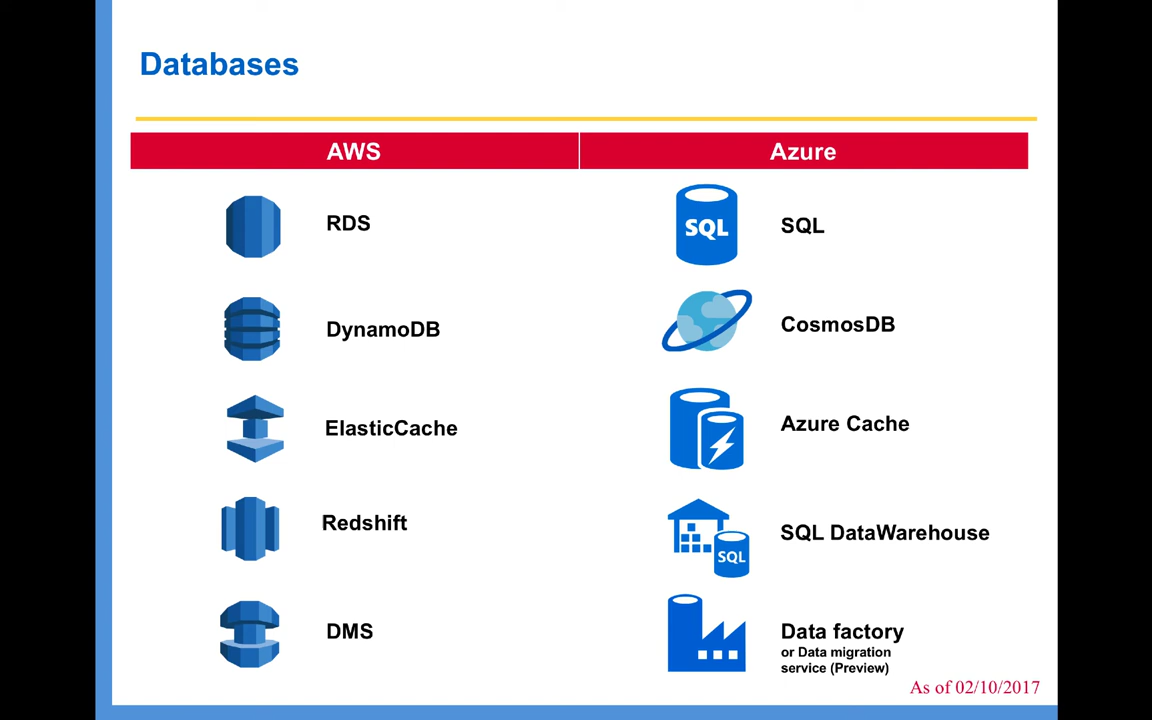 Databases
AWS Azure
RDS
SQL SQL
DynamoDB
CosmosDB
ElasticCache
Azure Cache
Redshift
SQL SQL DataWarehouse
DMS
Data factory
or Data migration
service (Preview)
As of 02/10/2017